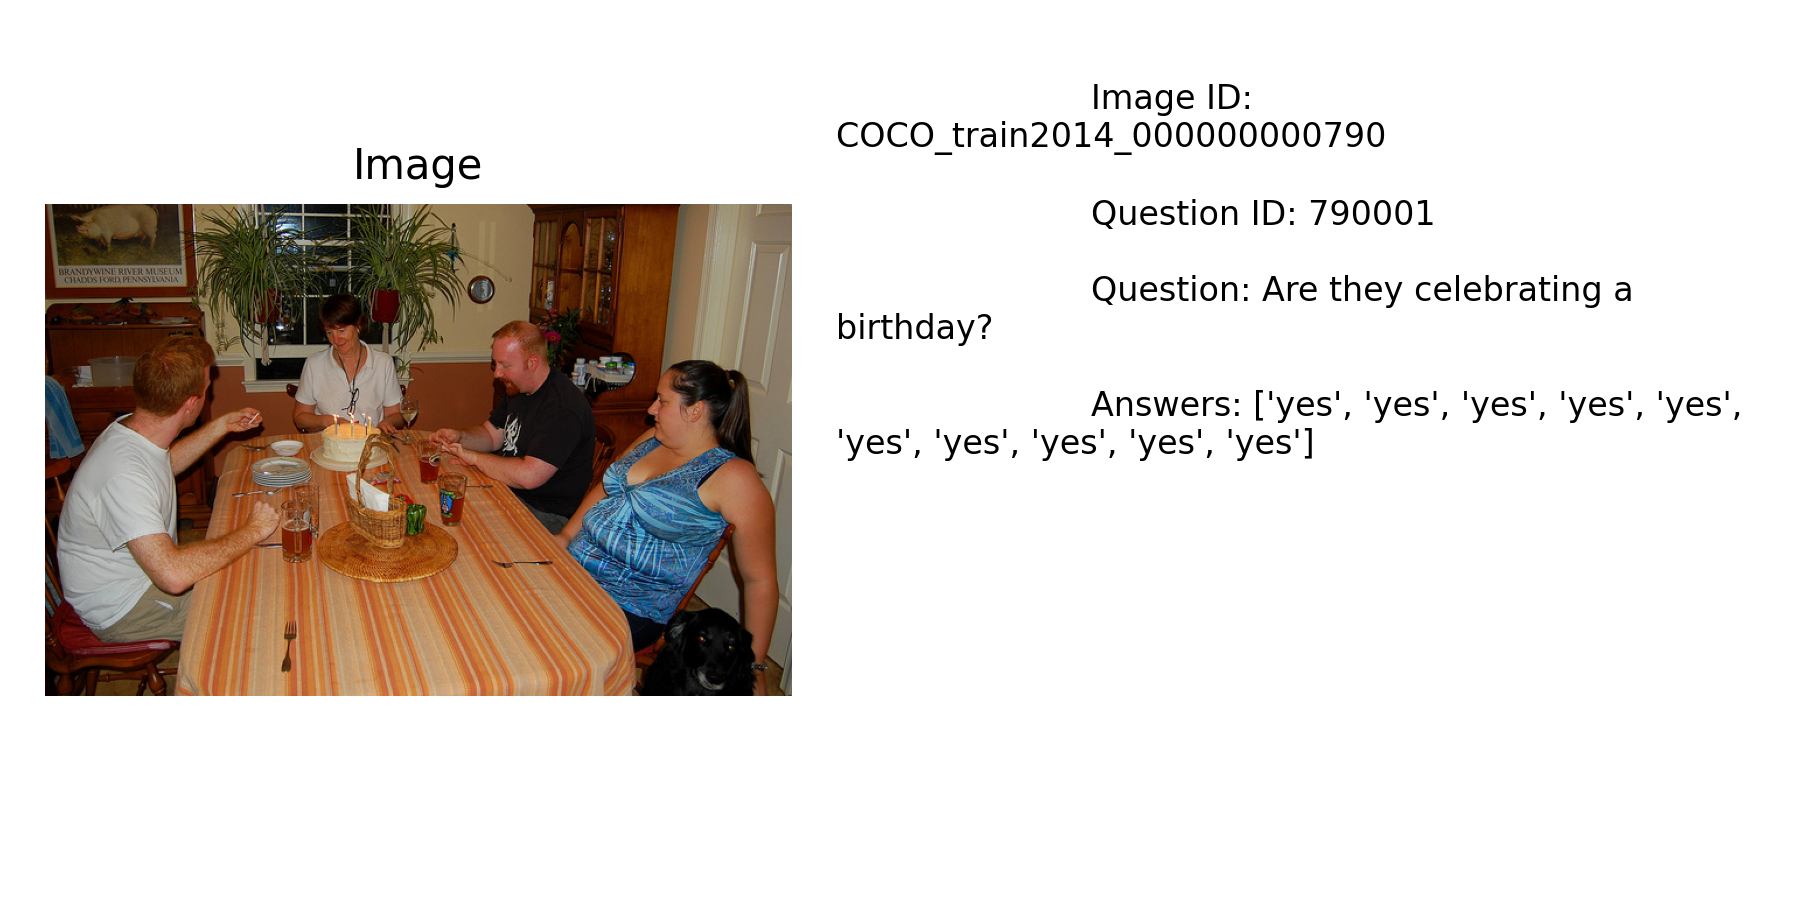 Image
BRANDYWINE RIVER MUSEUM
CHADDS FORD, PENNSYLVANIA
Image ID:
COCO_train2014_000000000790
Question ID: 790001
Question: Are they celebrating a
birthday?
Answers: ['yes', 'yes', 'yes', 'yes', 'yes',
'yes', 'yes', 'yes', 'yes', 'yes']